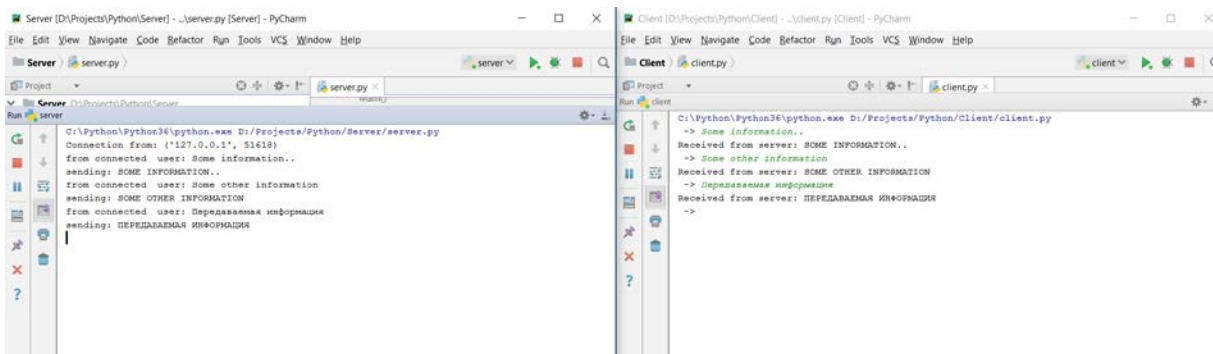 Server [D:\Projects\Python\Server] - ...\server.py [Server] - PyCharm
File Edit View Navigate Code Refactor Run Tools VCS Window Help
Server server.py server
Project server.py
Server D:\Projects\Python\Server main()
Run server
C:\Python\Python36\python.exe D:/Projects/Python/Server/server.py
Connection from: ('127.0.0.1', 51618)
from connected user: Some information..
sending: SOME INFORMATION..
from connected user: Some other information
sending: SOME OTHER INFORMATION
from connected user: Передаваемая информация
sending: ПЕРЕДАВАЕМАЯ ИНФОРМАЦИЯ
Client [D:\Projects\Python\Client] - ...\client.py [Client] - PyCharm
File Edit View Navigate Code Refactor Run Tools VCS Window Help
Client client.py client
Project client.py
Run client
C:\Python\Python36\python.exe D:/Projects/Python/Client/client.py
-> Some information..
Received from server: SOME INFORMATION..
-> Some other information
Received from server: SOME OTHER INFORMATION
-> Передаваемая информация
Received from server: ПЕРЕДАВАЕМАЯ ИНФОРМАЦИЯ
->